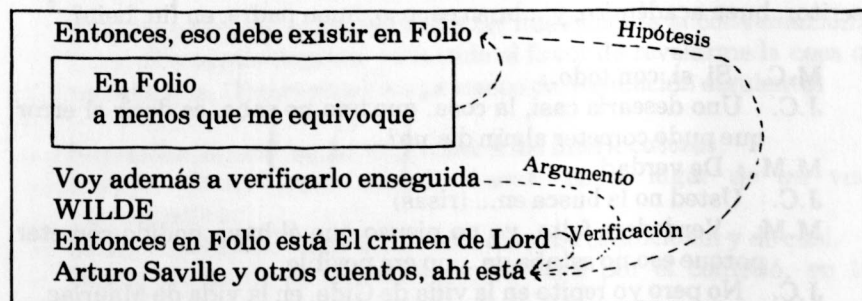 Entonces, eso debe existir en Folio Hipótesis
En Folio
a menos que me equivoque
Voy además a verificarlo enseguida Argumento
WILDE
Entonces en Folio está El crimen de Lord Verificación
Arturo Saville y otros cuentos, ahí está